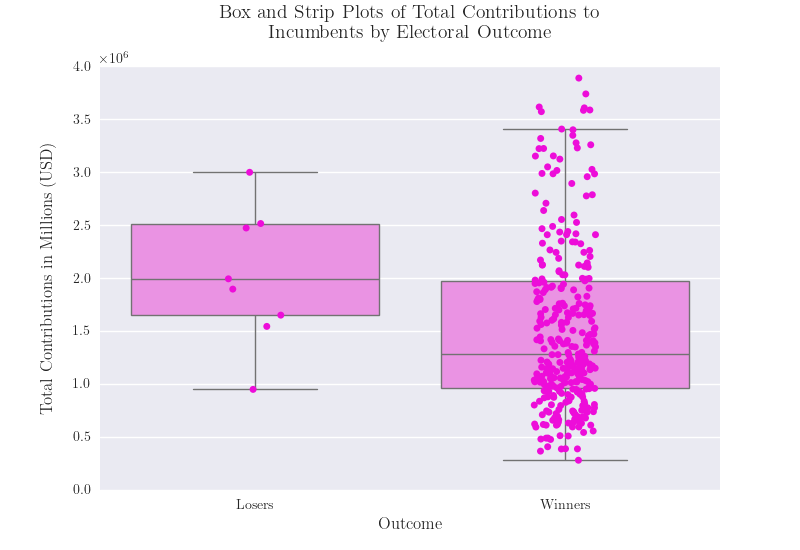 Box and Strip Plots of Total Contributions to
Incumbents by Electoral Outcome
×10⁶
4.0
3.5
3.0
2.5
2.0
1.5
1.0
0.5
0.0
Total Contributions in Millions (USD)
Losers
Winners
Outcome